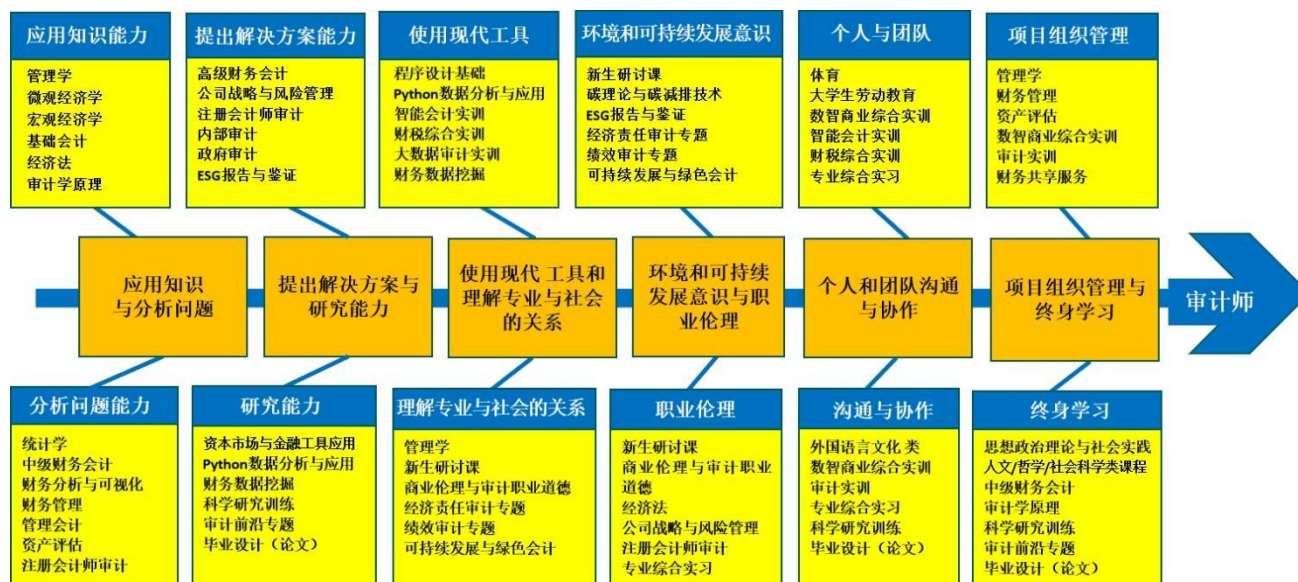 应用知识能力
管理学
微观经济学
宏观经济学
基础会计
经济法
审计学原理
提出解决方案能力
高级财务会计
公司战略与风险管理
注册会计师审计
内部审计
政府审计
ESG报告与鉴证
使用现代工具
程序设计基础
Python数据分析与应用
智能会计实训
财税综合实训
大数据审计实训
财务数据挖掘
环境和可持续发展意识
新生研讨课
碳理论与碳减排技术
ESG报告与鉴证
经济责任审计专题
绩效审计专题
可持续发展与绿色会计
个人与团队
体育
大学生劳动教育
数智商业综合实训
智能会计实训
财税综合实训
专业综合实习
项目组织管理
管理学
财务管理
资产评估
数智商业综合实训
审计实训
财务共享服务
应用知识
与分析问题
提出解决方案与
研究能力
使用现代 工具和
理解专业与社会
的关系
环境和可持续
发展意识与职
业伦理
个人和团队沟通
与协作
项目组织管理与
终身学习
审计师
分析问题能力
统计学
中级财务会计
财务分析与可视化
财务管理
管理会计
资产评估
注册会计师审计
研究能力
资本市场与金融工具应用
Python数据分析与应用
财务数据挖掘
科学研究训练
审计前沿专题
毕业设计（论文）
理解专业与社会的关系
管理学
新生研讨课
商业伦理与审计职业道德
经济责任审计专题
绩效审计专题
可持续发展与绿色会计
职业伦理
新生研讨课
商业伦理与审计职业
道德
经济法
公司战略与风险管理
注册会计师审计
专业综合实习
沟通与协作
外国语言文化 类
数智商业综合实训
审计实训
专业综合实习
科学研究训练
毕业设计（论文）
终身学习
思想政治理论与社会实践
人文/哲学/社会科学类课程
中级财务会计
审计学原理
科学研究训练
审计前沿专题
毕业设计（论文）